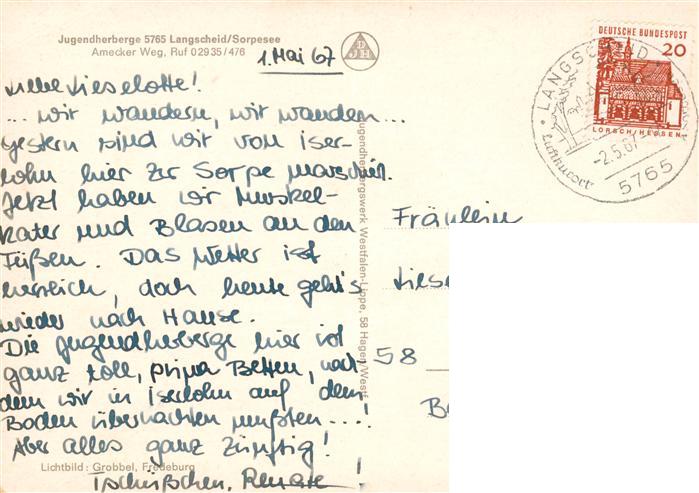 Jugendherberge 5765 Langscheid/Sorpesee
Amecker Weg, Ruf 02935/476
DJH
1. Mai 67
Liebe Lieselotte!
... wir wandern, wir wandern ...
gestern sind wir von Iser-
lohn hier zur Sorpe marschiert.
Jetzt haben wir Muskel-
kater und Blasen an den
Füßen. Das Wetter ist
herrlich, doch heute geht's
wieder nach Hause.
Die Jugendherberge hier ist
ganz toll, prima Betten, nach-
dem wir in Iserlohn auf dem
Boden übernachten mußten ...!
Aber alles ganz zünftig!
Tschüßchen, Renate!
Lichtbild: Grobbel, Fredeburg
Jugendherbergswerk Westfalen-Lippe, 58 Hagen/Westf.
DEUTSCHE BUNDESPOST
20
LORSCH/HESSEN
LANGSCHEID
-2.5.67
Luftkurort
5765
Fräulein
Liese
58